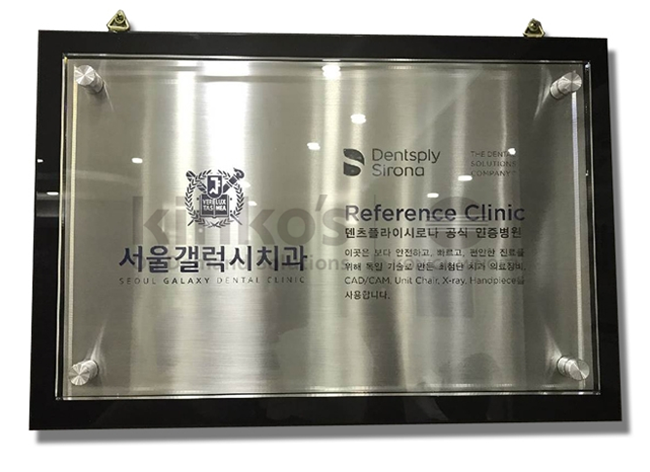 VERI LUX
TAS MEA
서울갤럭시치과
SEOUL GALAXY DENTAL CLINIC
Dentsply
Sirona
THE DENTAL
SOLUTIONS
COMPANY™
Reference Clinic
덴츠플라이시로나 공식 인증병원
이곳은 보다 안전하고, 빠르고, 편안한 진료를
위해 독일 기술로 만든 최첨단 치과 의료장비,
CAD/CAM, Unit Chair, X-ray, Handpiece를
사용합니다.
kinko's